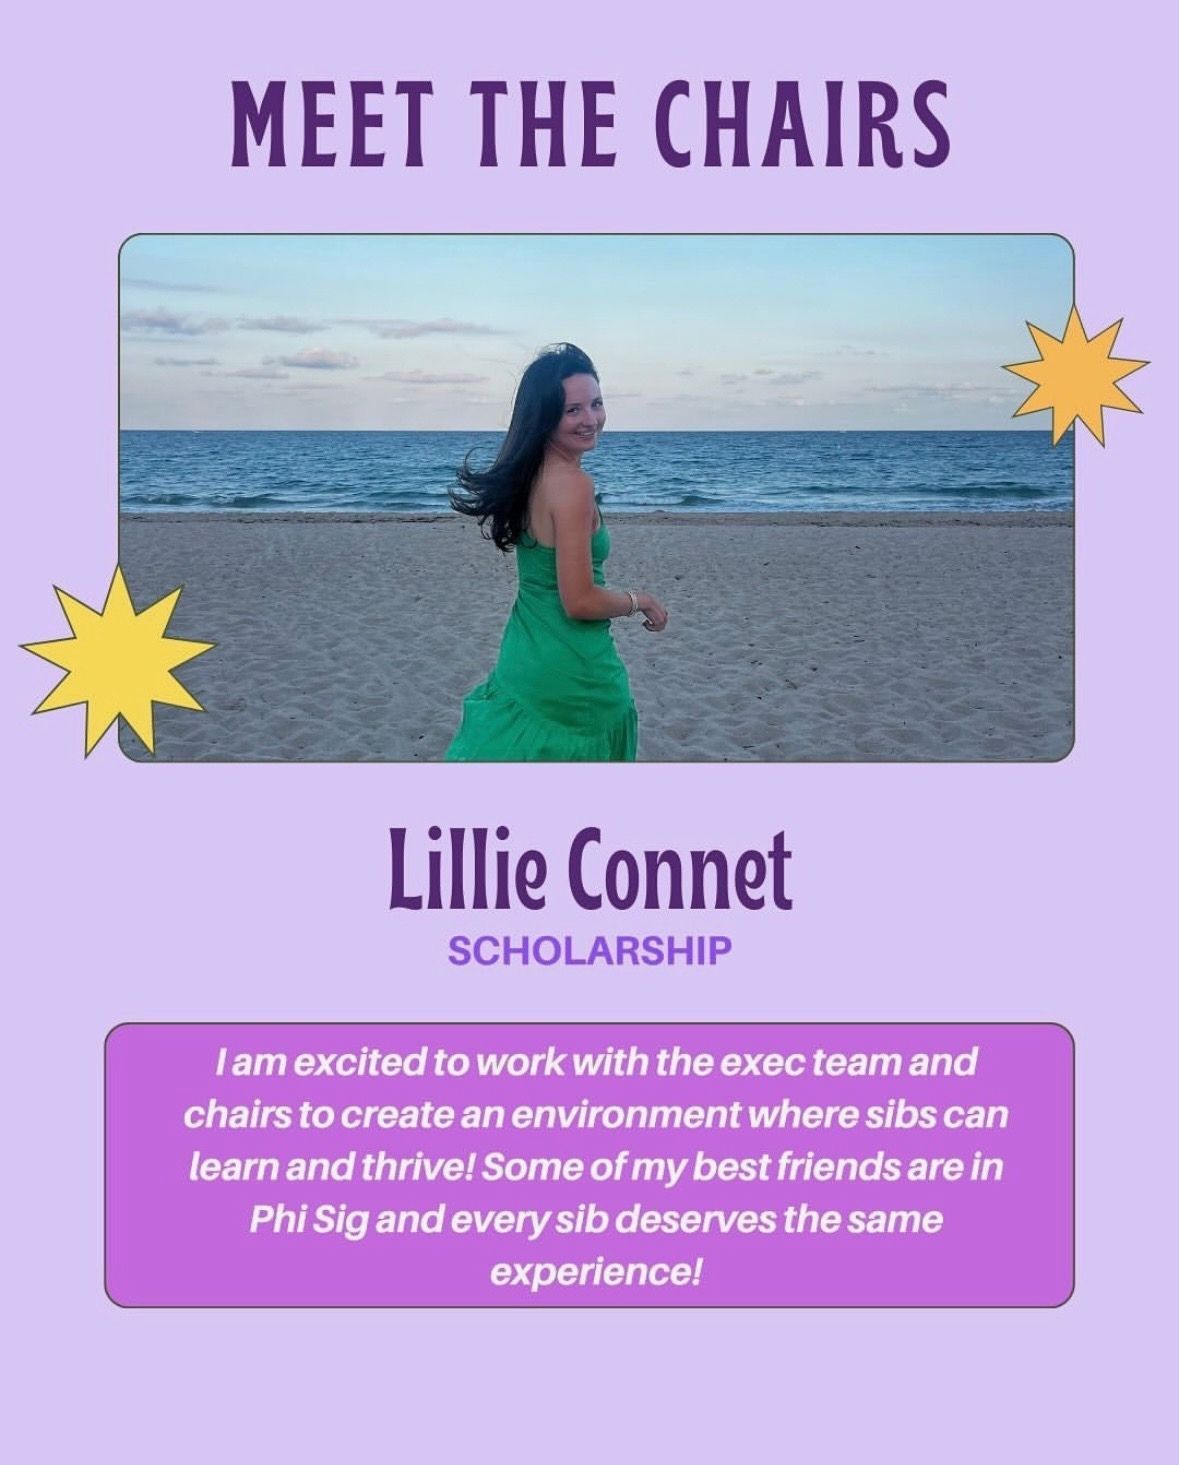 MEET THE CHAIRS
Lillie Connet
SCHOLARSHIP
I am excited to work with the exec team and
chairs to create an environment where sibs can
learn and thrive! Some of my best friends are in
Phi Sig and every sib deserves the same
experience!